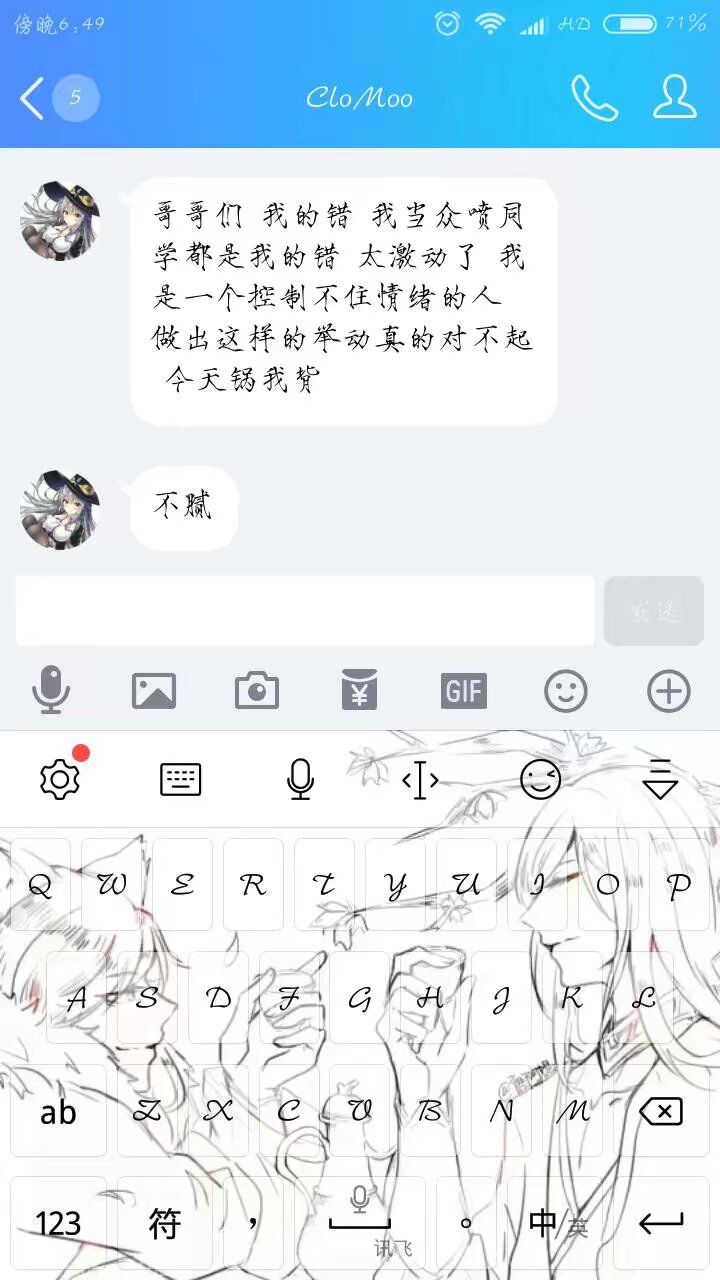 傍晚6:49
HD
71%
5
CloMoo
哥哥们 我的错 我当众喷同
学都是我的错 太激动了 我
是一个控制不住情绪的人
做出这样的举动真的对不起
今天锅我背
不腻
发送
GIF
Q W E R T Y U I O P
A S D F G H J K L
ab Z X C V B N M
123 符 ， 。 中/英
讯飞